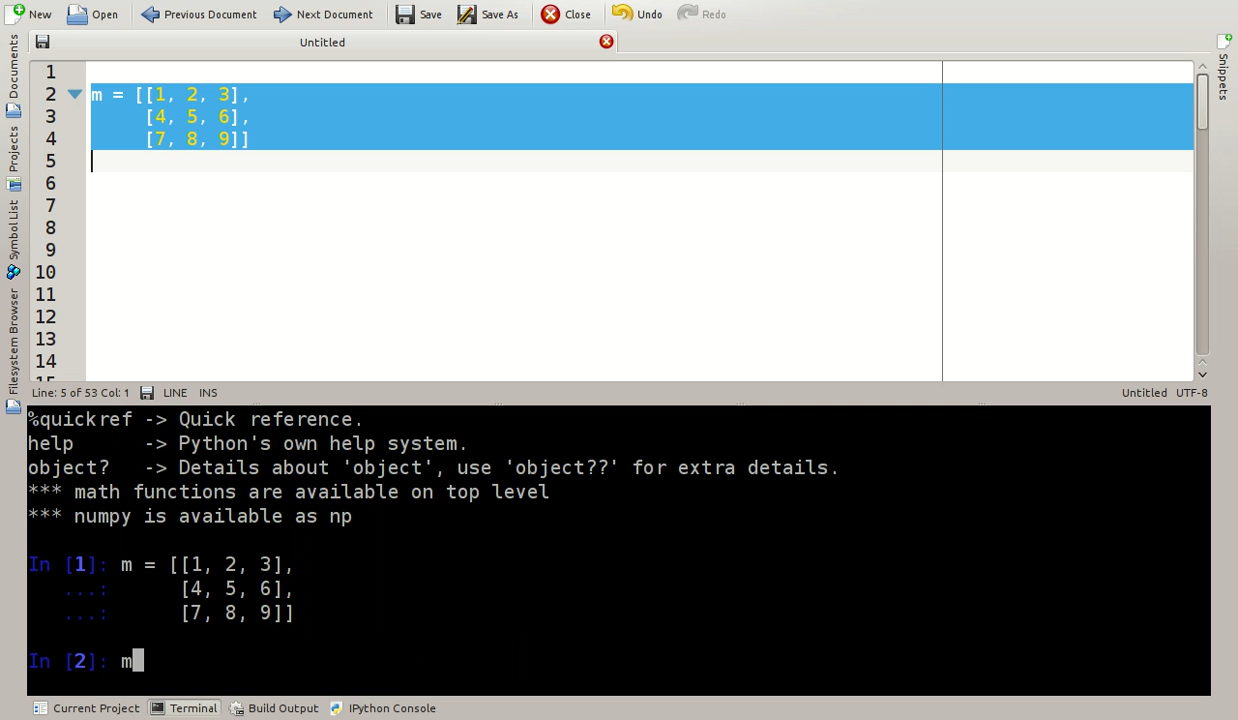 New Open Previous Document Next Document Save Save As Close Undo Redo
Untitled
Documents
Projects
Symbol List
Filesystem Browser
Snippets
1
2 m = [[1, 2, 3],
3 [4, 5, 6],
4 [7, 8, 9]]
5
6
7
8
9
10
11
12
13
14
15
Line: 5 of 53 Col: 1 LINE INS Untitled UTF-8
%quickref -> Quick reference.
help -> Python's own help system.
object? -> Details about 'object', use 'object??' for extra details.
*** math functions are available on top level
*** numpy is available as np
In [1]: m = [[1, 2, 3],
...: [4, 5, 6],
...: [7, 8, 9]]
In [2]: m
Current Project Terminal Build Output IPython Console